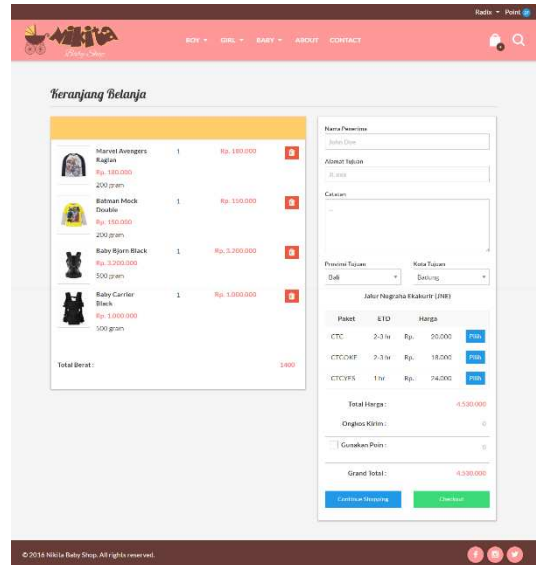 Radix Point
Nikita
Baby Shop
BOY GIRL BABY ABOUT CONTACT
Keranjang Belanja
Marvel Avengers Raglan 1 Rp. 180.000
Rp. 180.000
200 gram
Batman Mock Double 1 Rp. 150.000
Rp. 150.000
200 gram
Baby Bjorn Black 1 Rp. 3.200.000
Rp. 3.200.000
500 gram
Baby Carrier Black 1 Rp. 1.000.000
Rp. 1.000.000
500 gram
Total Berat : 1400
Nama Penerima
John Doe
Alamat Tujuan
Jl. xxx
Catatan
...
Provinsi Tujuan Kota Tujuan
Bali Badung
Jalur Nugraha Ekakurir (JNE)
Paket ETD Harga
CTC 2-3 hr Rp. 20.000 Pilih
CTCOKE 2-3 hr Rp. 18.000 Pilih
CTCYES 1 hr Rp. 24.000 Pilih
Total Harga : 4.530.000
Ongkos Kirim : 0
Gunakan Poin : 0
Grand Total : 4.530.000
Continue Shopping Checkout
© 2016 Nikita Baby Shop. All rights reserved.